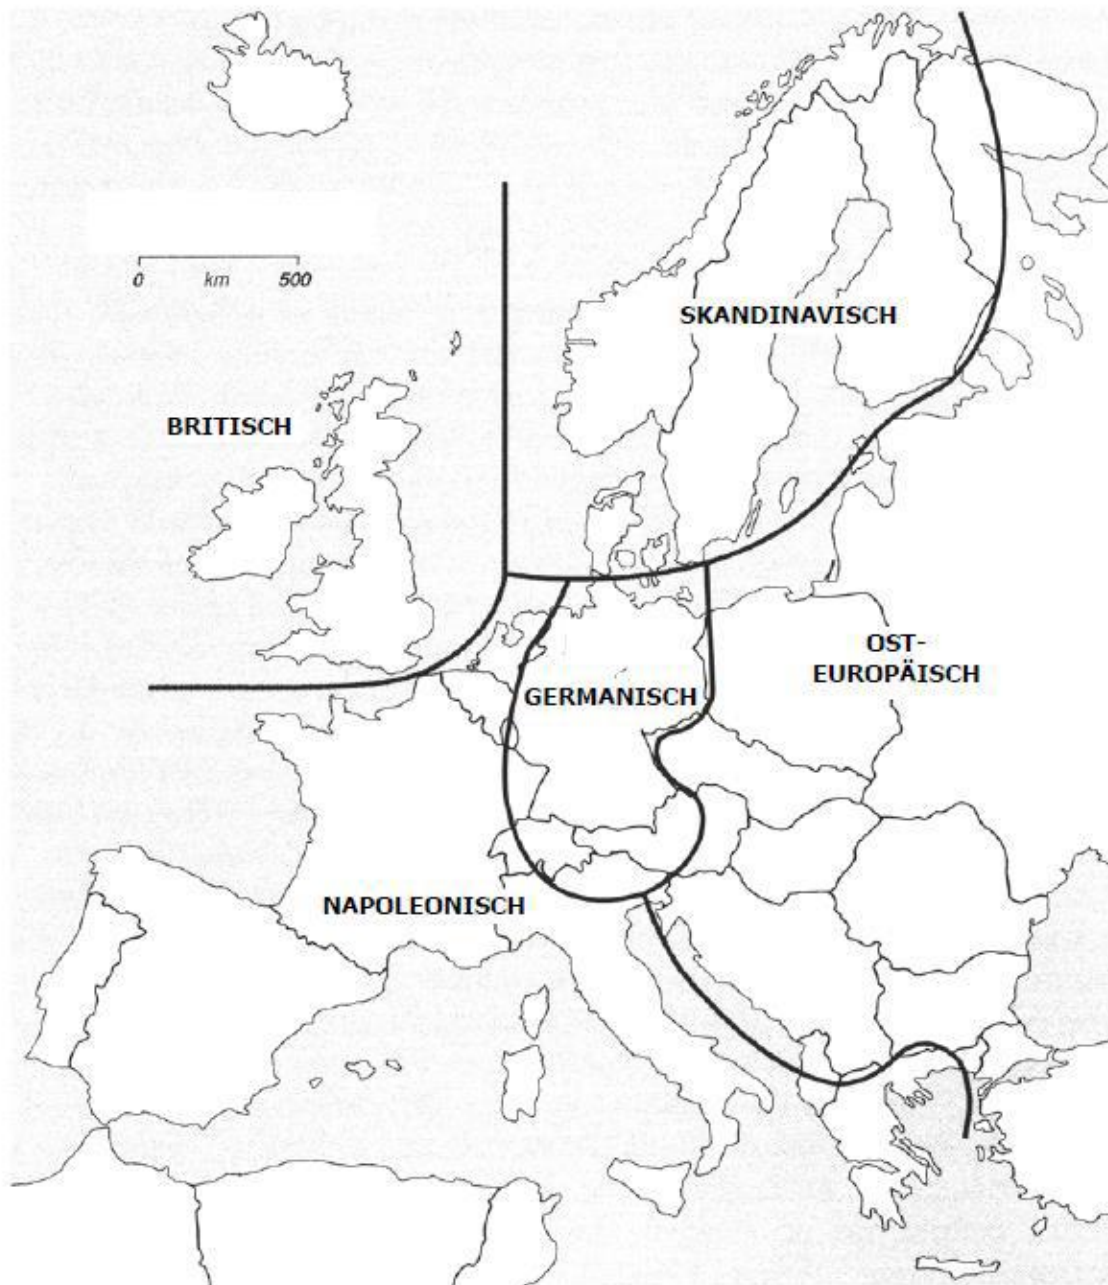 0 km 500
SKANDINAVISCH
BRITISCH
OST-
EUROPÄISCH
GERMANISCH
NAPOLEONISCH